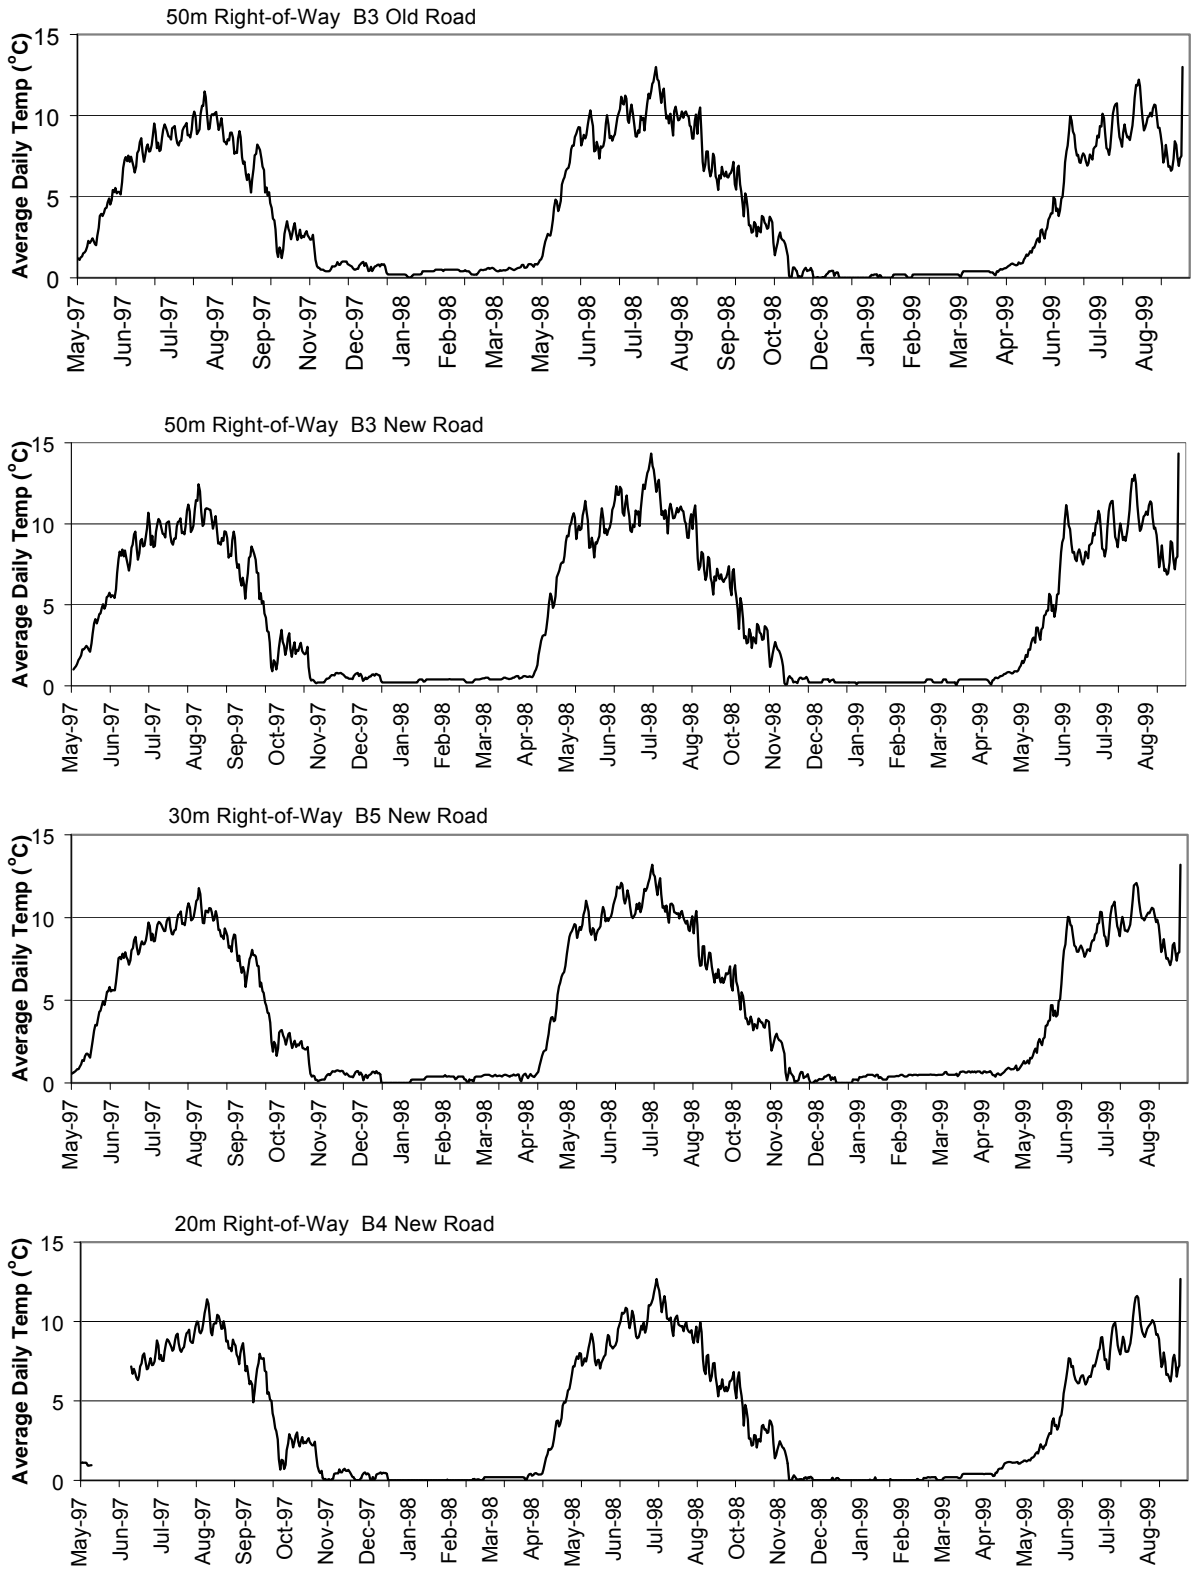 50m Right-of-Way B3 Old Road
Average Daily Temp (°C)
15
10
5
0
May-97 Jun-97 Jul-97 Aug-97 Sep-97 Nov-97 Dec-97 Jan-98 Feb-98 Mar-98 May-98 Jun-98 Jul-98 Aug-98 Sep-98 Oct-98 Dec-98 Jan-99 Feb-99 Mar-99 Apr-99 Jun-99 Jul-99 Aug-99
50m Right-of-Way B3 New Road
Average Daily Temp (°C)
15
10
5
0
May-97 Jun-97 Jul-97 Aug-97 Sep-97 Oct-97 Nov-97 Dec-97 Jan-98 Feb-98 Mar-98 Apr-98 May-98 Jun-98 Jul-98 Aug-98 Oct-98 Nov-98 Dec-98 Jan-99 Feb-99 Mar-99 Apr-99 May-99 Jun-99 Jul-99 Aug-99
30m Right-of-Way B5 New Road
Average Daily Temp (°C)
15
10
5
0
May-97 Jun-97 Jul-97 Aug-97 Sep-97 Oct-97 Nov-97 Dec-97 Jan-98 Feb-98 Mar-98 Apr-98 May-98 Jun-98 Jul-98 Aug-98 Oct-98 Nov-98 Dec-98 Jan-99 Feb-99 Mar-99 Apr-99 May-99 Jun-99 Jul-99 Aug-99
20m Right-of-Way B4 New Road
Average Daily Temp (°C)
15
10
5
0
May-97 Jun-97 Jul-97 Aug-97 Sep-97 Oct-97 Nov-97 Dec-97 Jan-98 Feb-98 Mar-98 Apr-98 May-98 Jun-98 Jul-98 Aug-98 Oct-98 Nov-98 Dec-98 Jan-99 Feb-99 Mar-99 Apr-99 May-99 Jun-99 Jul-99 Aug-99